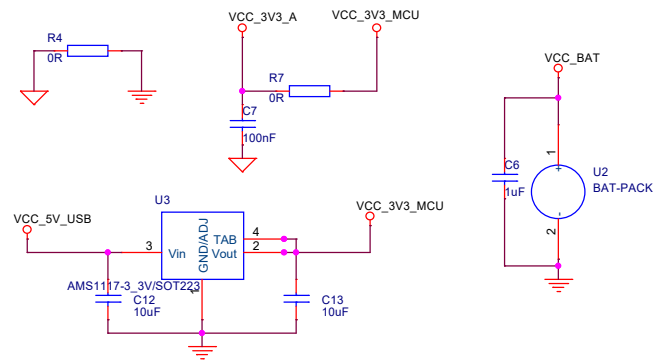 VCC_3V3_A
VCC_3V3_MCU
R4
0R
R7
0R
C7
100nF
VCC_BAT
1
C6
1uF
U2
BAT-PACK
+
-
2
U3
VCC_5V_USB
VCC_3V3_MCU
3
Vin
GND/ADJ
TAB
Vout
4
2
1
AMS1117-3_3V/SOT223
C12
10uF
C13
10uF